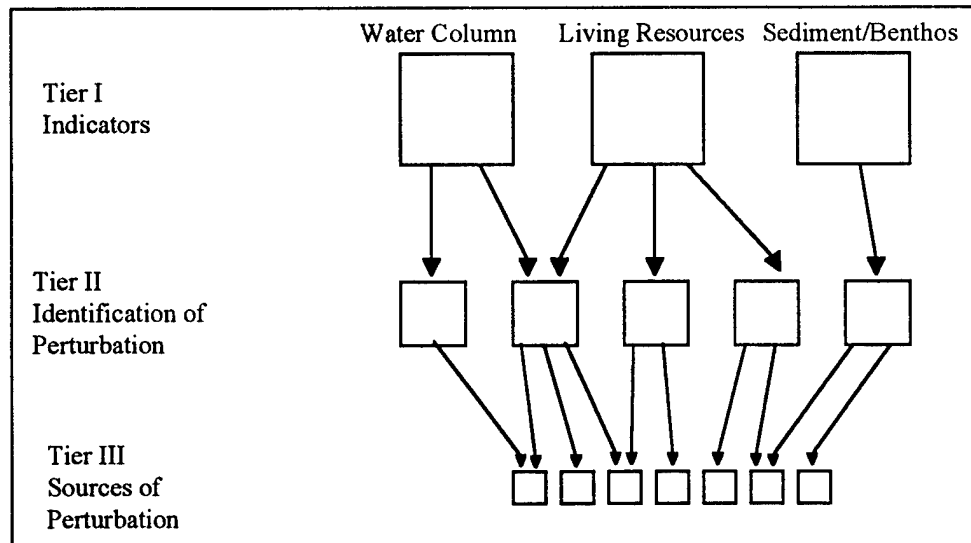 Water Column Living Resources Sediment/Benthos
Tier I
Indicators
Tier II
Identification of
Perturbation
Tier III
Sources of
Perturbation